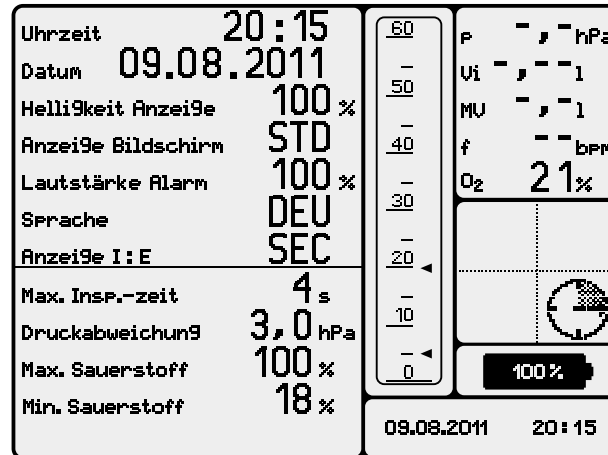 Uhrzeit 20:15
Datum 09.08.2011
Helligkeit Anzeige 100 %
Anzeige Bildschirm STD
Lautstärke Alarm 100 %
Sprache DEU
Anzeige I:E SEC
Max. Insp.-zeit 4 s
Druckabweichung 3,0 hPa
Max. Sauerstoff 100 %
Min. Sauerstoff 18 %
60
50
40
30
20
10
0
P -,- hPa
Vi -,- l
MV -,- l
f -- bpm
O2 21 %
100 %
09.08.2011 20:15